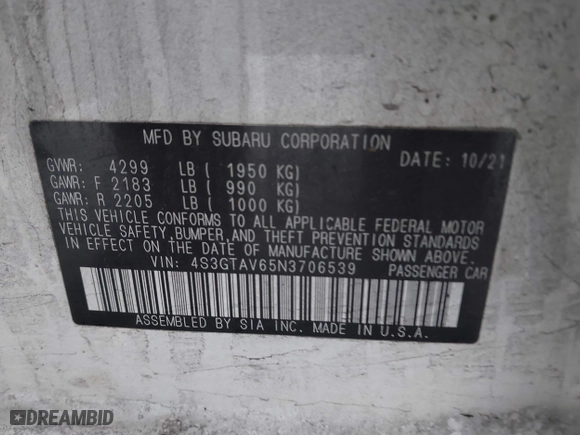 MFD BY SUBARU CORPORATION
GVWR: 4299 LB ( 1950 KG) DATE: 10/21
GAWR: F 2183 LB ( 990 KG)
GAWR: R 2205 LB ( 1000 KG)
THIS VEHICLE CONFORMS TO ALL APPLICABLE FEDERAL MOTOR
VEHICLE SAFETY,BUMPER,AND THEFT PREVENTION STANDARDS
IN EFFECT ON THE DATE OF MANUFACTURE SHOWN ABOVE.
VIN: 4S3GTAV65N3706539 PASSENGER CAR
ASSEMBLED BY SIA INC. MADE IN U.S.A.
DREAMBID